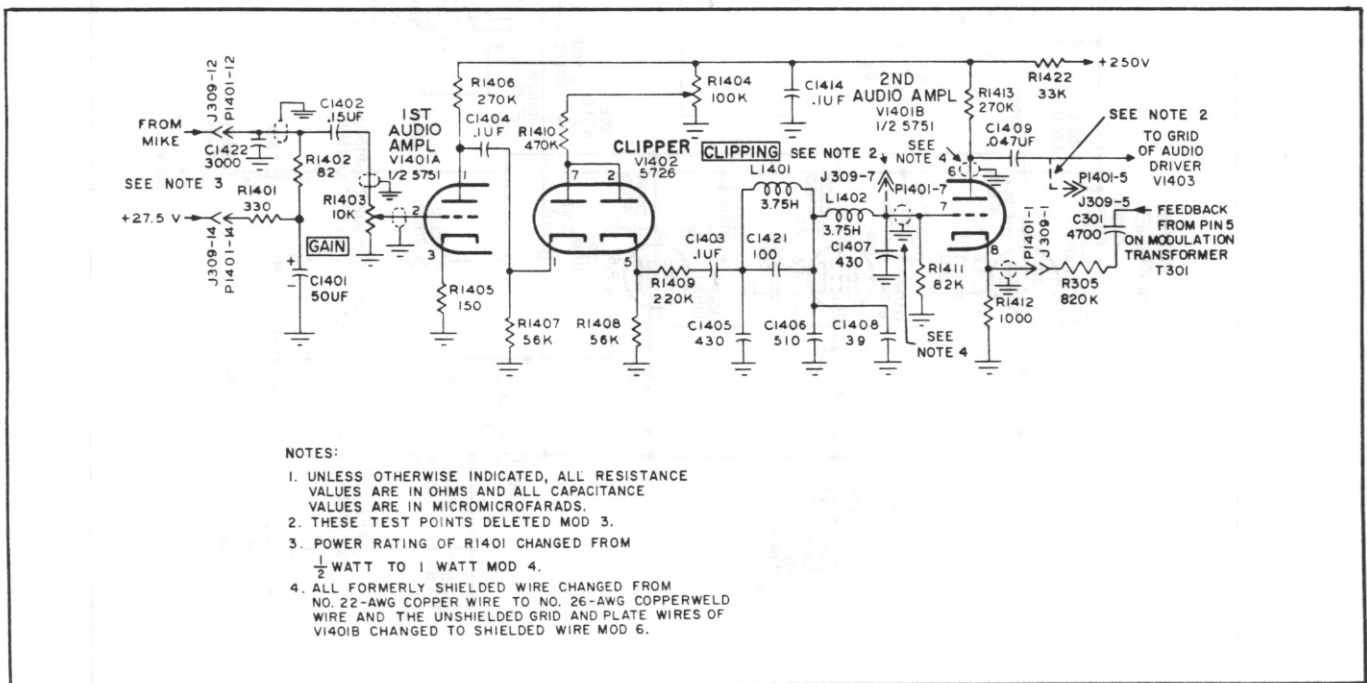 J309-12
P1401-12
FROM
MIKE
C1422
3000
C1402
.15UF
R1402
82
SEE NOTE 3
R1401
330
+27.5 V
J309-14
P1401-14
R1403
10K
GAIN
+
-
C1401
50UF
1ST
AUDIO
AMPL
V1401A
1/2 5751
1
2
3
R1406
270K
C1404
.1UF
R1405
150
R1407
56K
R1410
470K
R1404
100K
CLIPPER
V1402
5726
CLIPPING
SEE NOTE 2
7
2
1
5
R1408
56K
R1409
220K
C1403
.1UF
L1401
3.75H
C1421
100
L1402
3.75H
C1405
430
C1406
510
C1408
39
C1407
430
J309-7
P1401-7
C1414
.1UF
2ND
AUDIO AMPL
V1401B
1/2 5751
SEE
NOTE 4
6
7
8
R1413
270K
R1422
33K
+250V
C1409
.047UF
SEE NOTE 2
TO GRID
OF AUDIO
DRIVER
V1403
P1401-5
J309-5
R1411
82K
SEE
NOTE 4
R1412
1000
P1401-1
J309-1
R305
820K
C301
4700
FEEDBACK
FROM PIN 5
ON MODULATION
TRANSFORMER
T301
NOTES:
1. UNLESS OTHERWISE INDICATED, ALL RESISTANCE
VALUES ARE IN OHMS AND ALL CAPACITANCE
VALUES ARE IN MICROMICROFARADS.
2. THESE TEST POINTS DELETED MOD 3.
3. POWER RATING OF R1401 CHANGED FROM
1/2 WATT TO 1 WATT MOD 4.
4. ALL FORMERLY SHIELDED WIRE CHANGED FROM
NO. 22-AWG COPPER WIRE TO NO. 26-AWG COPPERWELD
WIRE AND THE UNSHIELDED GRID AND PLATE WIRES OF
V1401B CHANGED TO SHIELDED WIRE MOD 6.